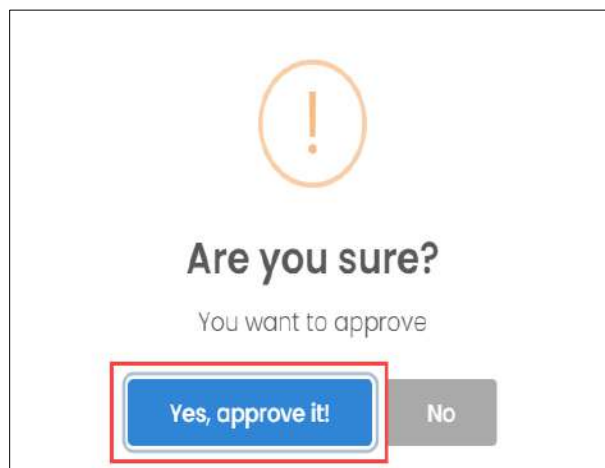 !
Are you sure?
You want to approve
Yes, approve it!
No